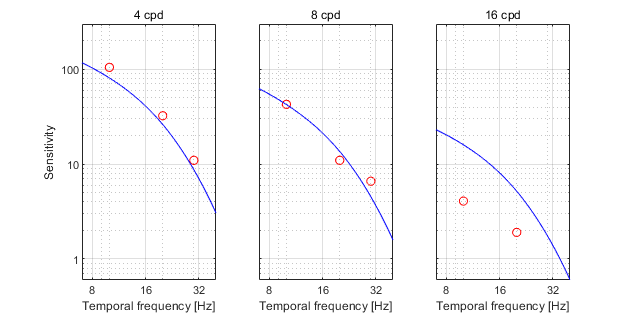 4 cpd
8 cpd
16 cpd
Sensitivity
100
10
1
8
16
32
8
16
32
8
16
32
Temporal frequency [Hz]
Temporal frequency [Hz]
Temporal frequency [Hz]